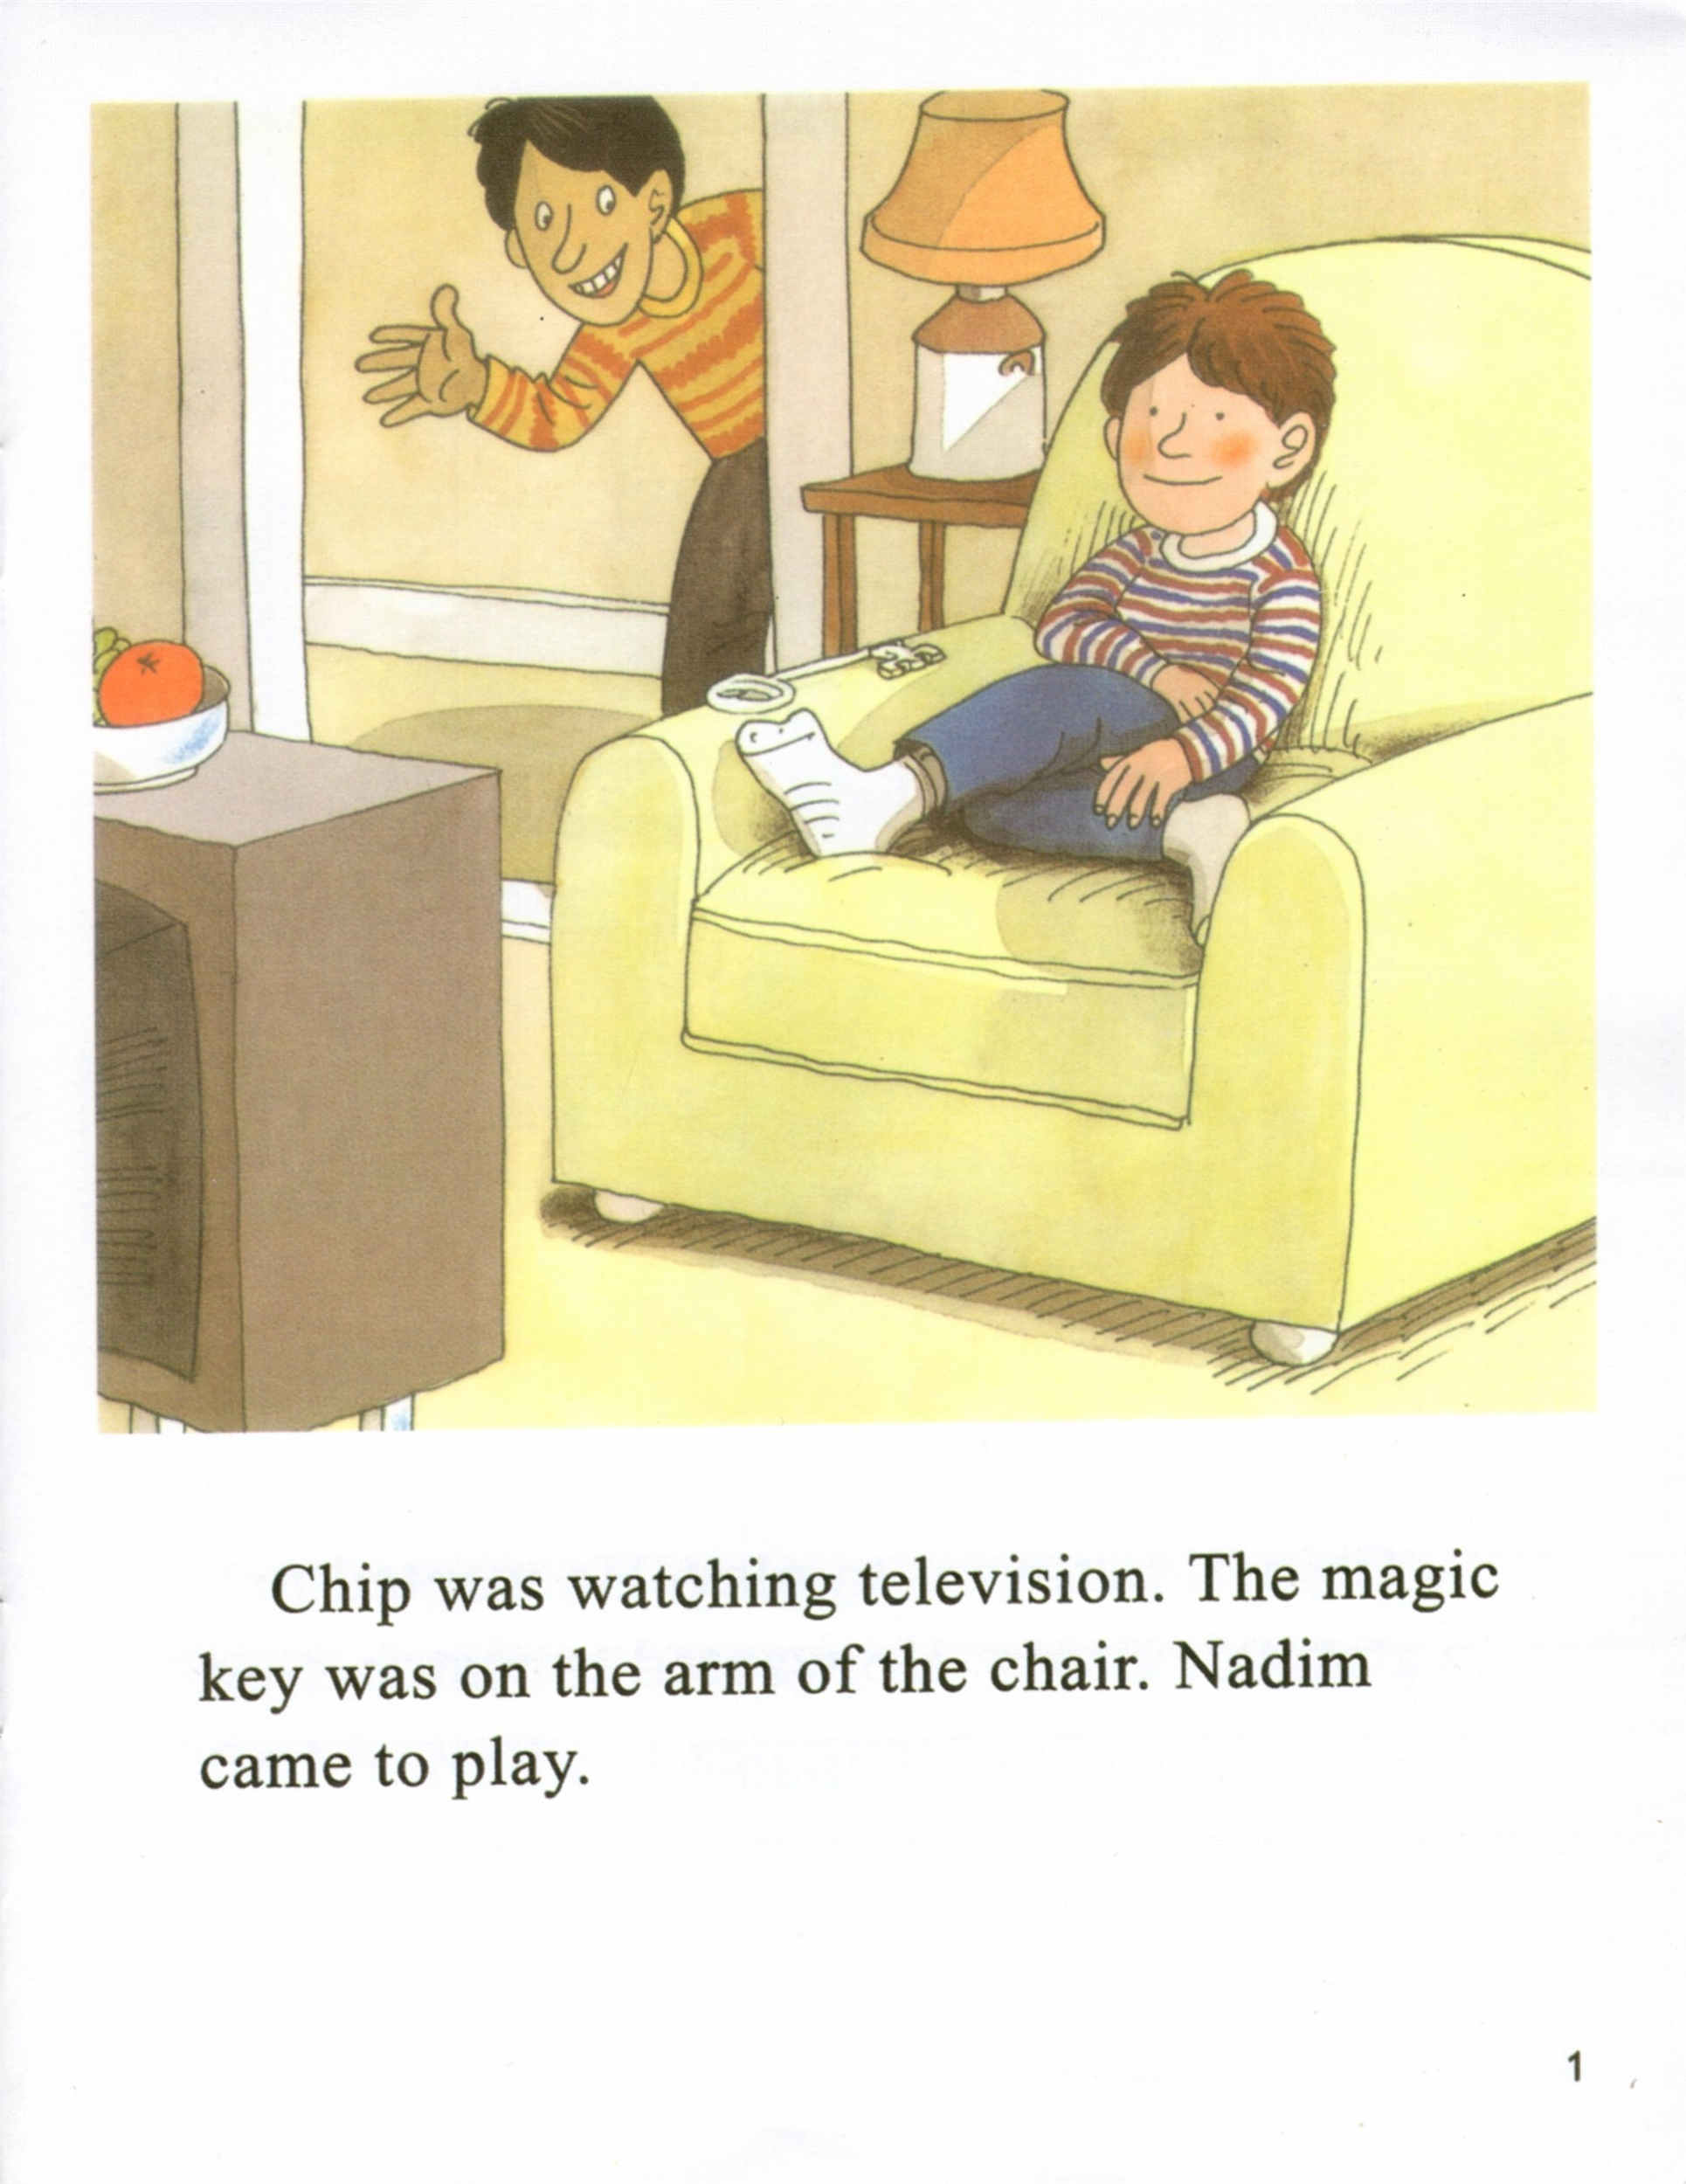 Chip was watching television. The magic
key was on the arm of the chair. Nadim
came to play.
1